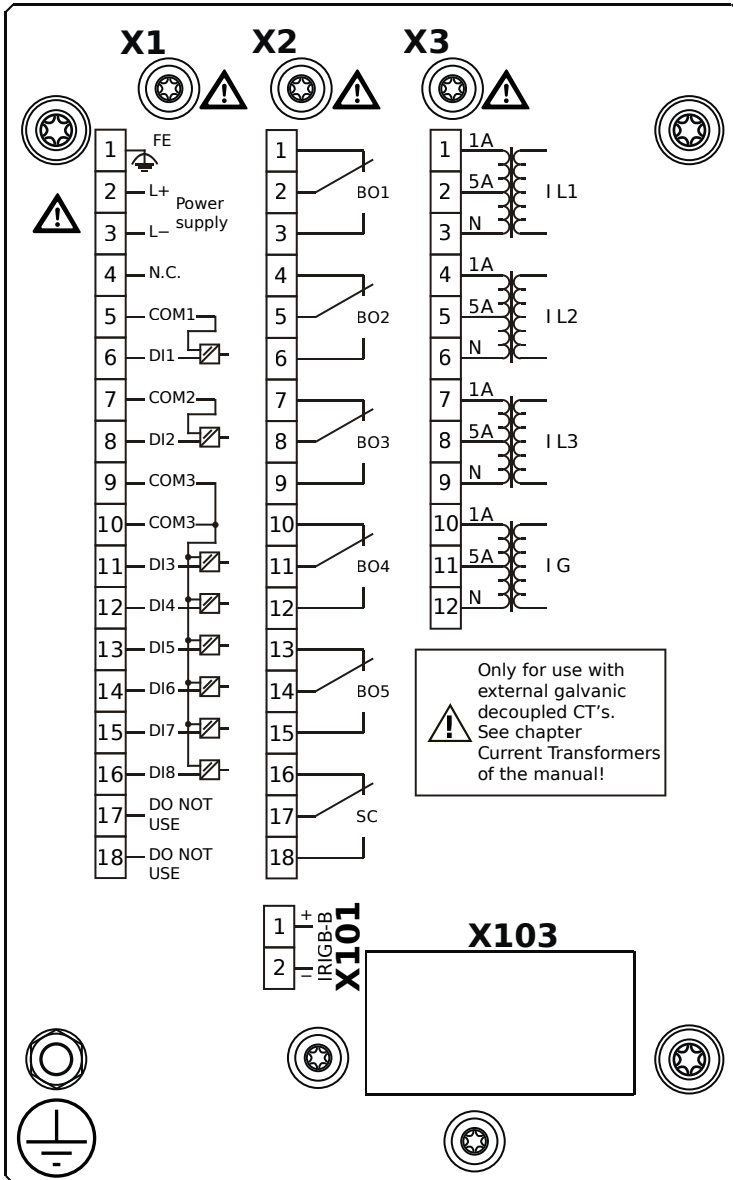 X1
X2
X3
1 FE
2 L+
Power
supply
3 L−
4 N.C.
5 COM1
6 DI1
7 COM2
8 DI2
9 COM3
10 COM3
11 DI3
12 DI4
13 DI5
14 DI6
15 DI7
16 DI8
17 DO NOT
USE
18 DO NOT
USE
1
2 BO1
3
4
5 BO2
6
7
8 BO3
9
10
11 BO4
12
13
14 BO5
15
16
17 SC
18
1 1A
2 5A I L1
3 N
4 1A
5 5A I L2
6 N
7 1A
8 5A I L3
9 N
10 1A
11 5A I G
12 N
Only for use with
external galvanic
decoupled CT's.
See chapter
Current Transformers
of the manual!
1 +
2 −
IRIGB-B
X101
X103